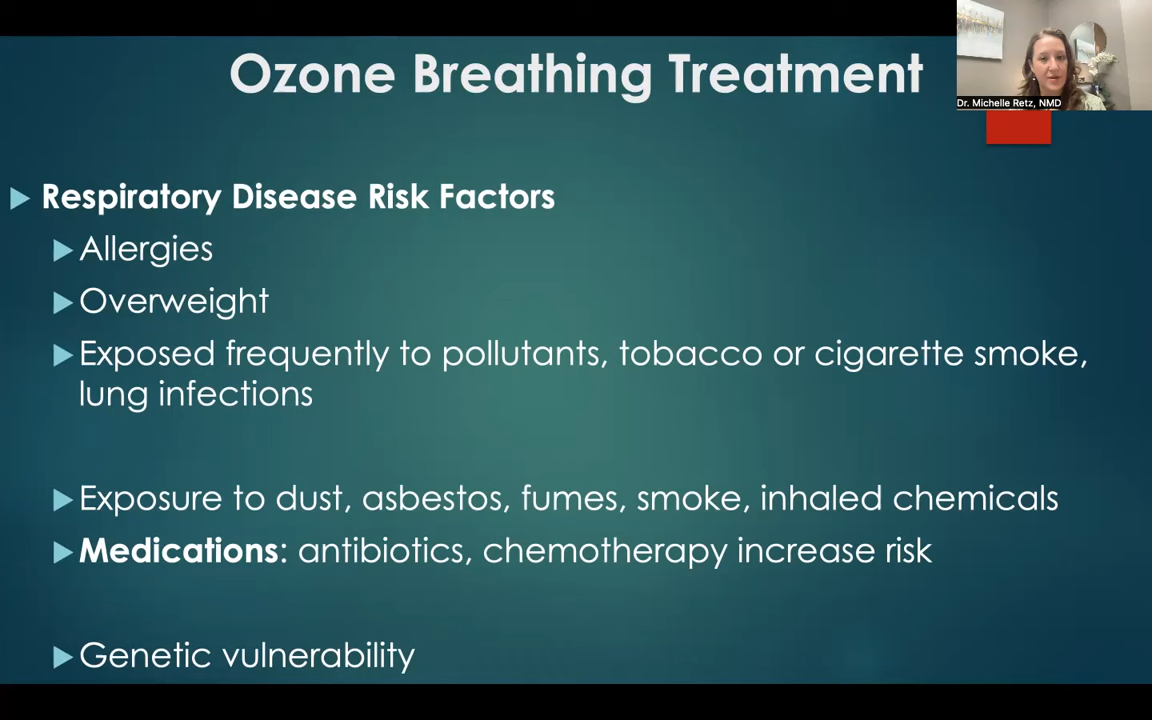 Ozone Breathing Treatment
Dr. Michelle Retz, NMD
Respiratory Disease Risk Factors
Allergies
Overweight
Exposed frequently to pollutants, tobacco or cigarette smoke,
lung infections
Exposure to dust, asbestos, fumes, smoke, inhaled chemicals
Medications: antibiotics, chemotherapy increase risk
Genetic vulnerability